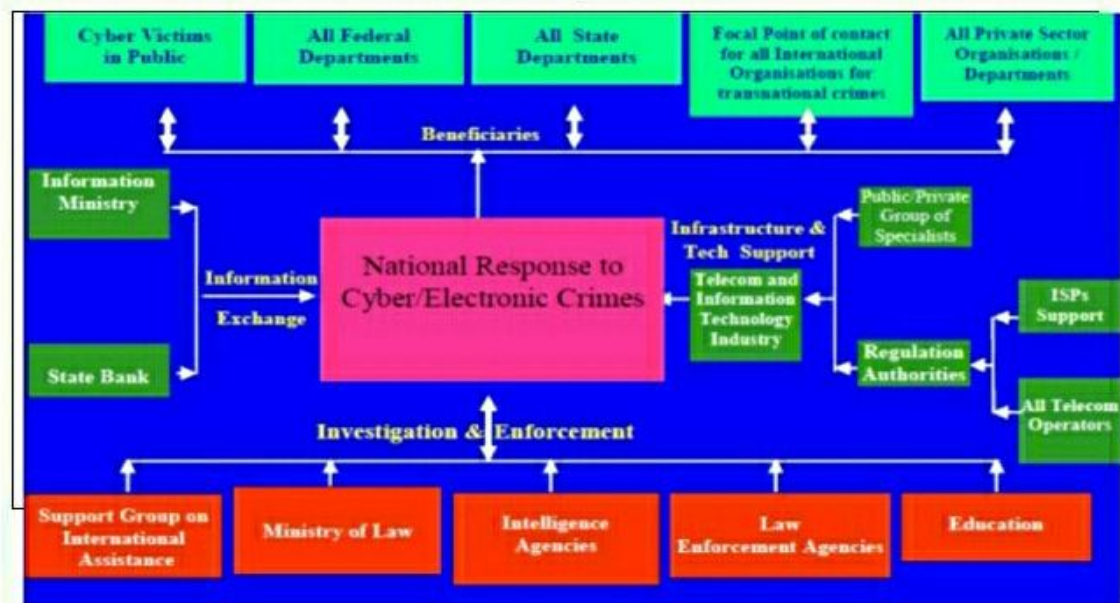 Cyber Victims
in Public
All Federal
Departments
All State
Departments
Focal Point of contact
for all International
Organisations for
transnational crimes
All Private Sector
Organisations /
Departments
Beneficiaries
Information
Ministry
Information
Exchange
State Bank
National Response to
Cyber/Electronic Crimes
Infrastructure &
Tech Support
Telecom and
Information
Technology
Industry
Public/Private
Group of
Specialists
Regulation
Authorities
ISPs
Support
All Telecom
Operators
Investigation & Enforcement
Support Group on
International
Assistance
Ministry of Law
Intelligence
Agencies
Law
Enforcement Agencies
Education